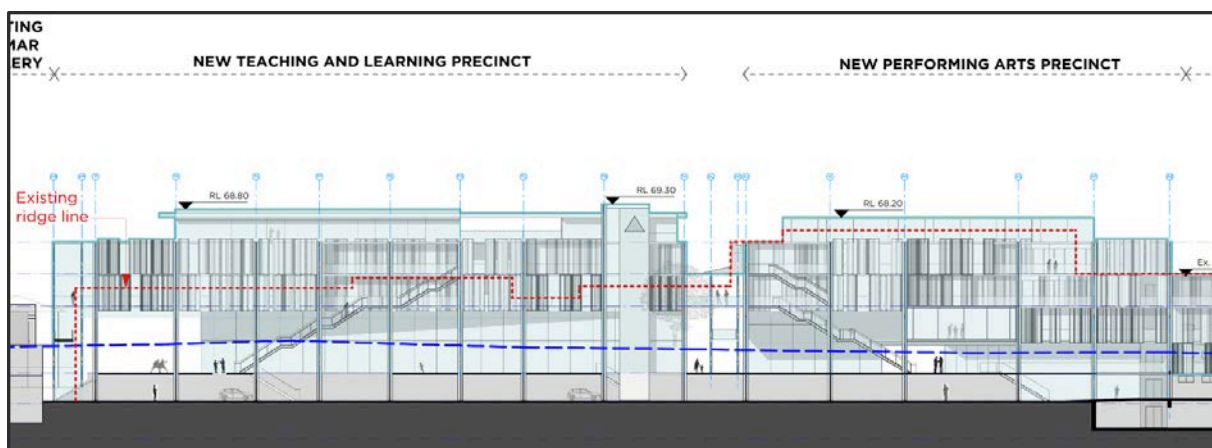 TING
MAR
ERY
NEW TEACHING AND LEARNING PRECINCT
NEW PERFORMING ARTS PRECINCT
Existing
ridge line
RL 68.80
RL 69.30
RL 68.20
Ex.